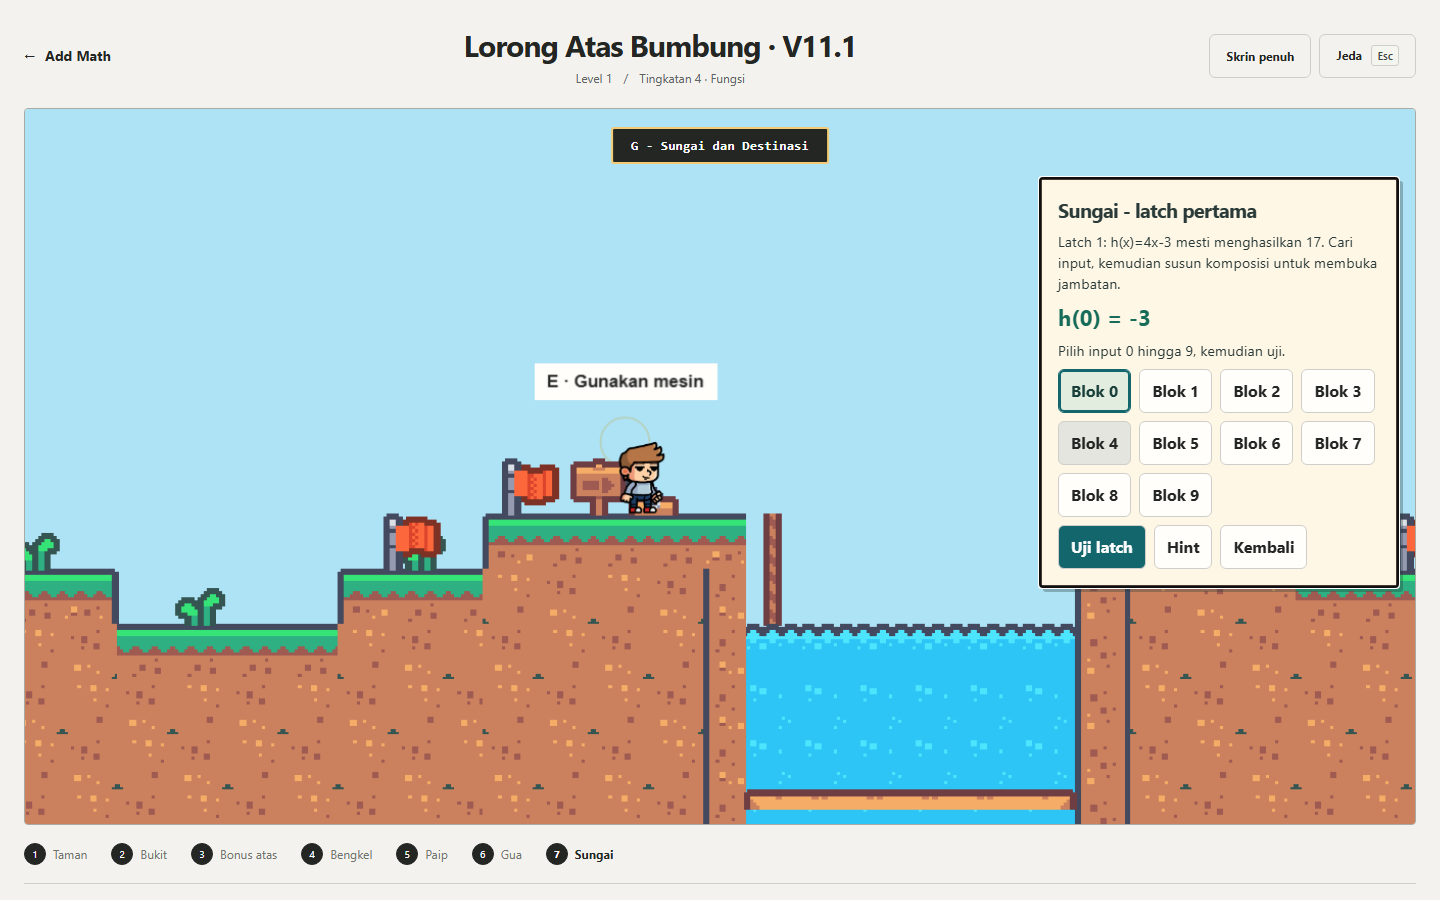 ← Add Math
Lorong Atas Bumbung · V11.1
Level 1 / Tingkatan 4 · Fungsi
Skrin penuh
Jeda Esc
G - Sungai dan Destinasi
Sungai - latch pertama
Latch 1: h(x)=4x-3 mesti menghasilkan 17. Cari
input, kemudian susun komposisi untuk membuka
jambatan.
h(0) = -3
Pilih input 0 hingga 9, kemudian uji.
Blok 0 Blok 1 Blok 2 Blok 3
Blok 4 Blok 5 Blok 6 Blok 7
Blok 8 Blok 9
Uji latch Hint Kembali
E · Gunakan mesin
1 Taman 2 Bukit 3 Bonus atas 4 Bengkel 5 Paip 6 Gua 7 Sungai